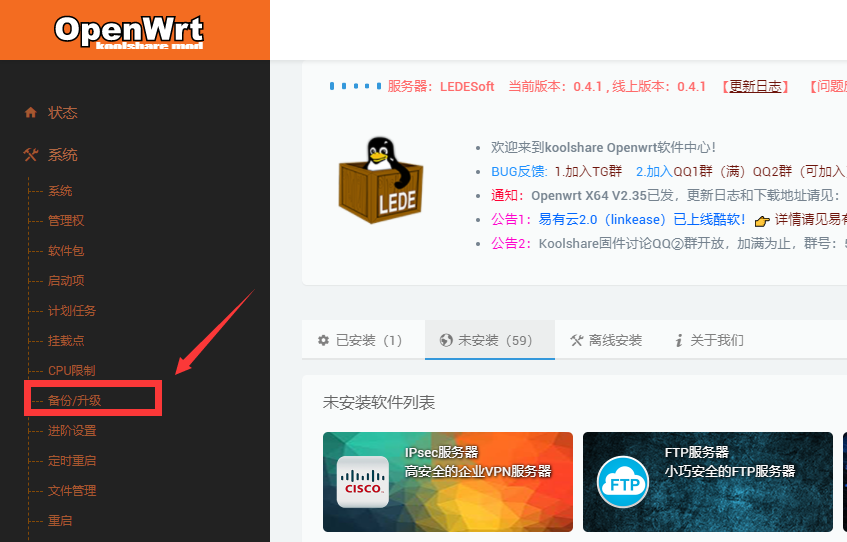 OpenWrt
koolshare mod
状态
系统
系统
管理权
软件包
启动项
计划任务
挂载点
CPU限制
备份/升级
进阶设置
定时重启
文件管理
重启
服务器：LEDESoft 当前版本：0.4.1 , 线上版本：0.4.1 【更新日志】 【问题
LEDE
欢迎来到koolshare Openwrt软件中心！
BUG反馈: 1.加入TG群 2.加入QQ1群（满）QQ2群（可加入
通知：Openwrt X64 V2.35已发，更新日志和下载地址请见：
公告1：易有云2.0（linkease）已上线酷软！ 详情请见易有
公告2：Koolshare固件讨论QQ②群开放，加满为止，群号：
已安装（1） 未安装（59） 离线安装 关于我们
未安装软件列表
IPsec服务器
高安全的企业VPN服务器
CISCO
FTP服务器
小巧安全的FTP服务器
FTP